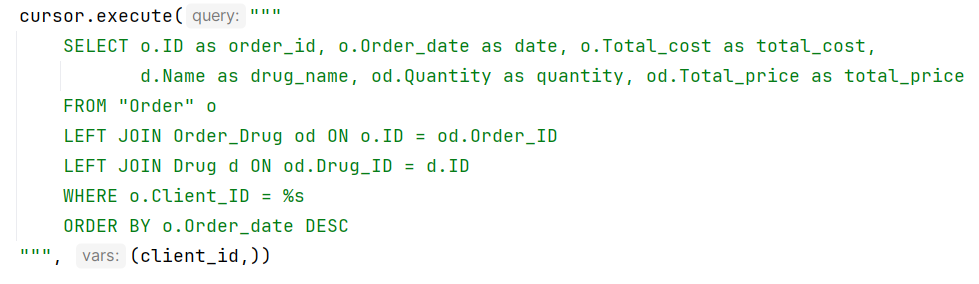 cursor.execute( query: """
SELECT o.ID as order_id, o.Order_date as date, o.Total_cost as total_cost,
d.Name as drug_name, od.Quantity as quantity, od.Total_price as total_price
FROM "Order" o
LEFT JOIN Order_Drug od ON o.ID = od.Order_ID
LEFT JOIN Drug d ON od.Drug_ID = d.ID
WHERE o.Client_ID = %s
ORDER BY o.Order_date DESC
""", vars: (client_id,))